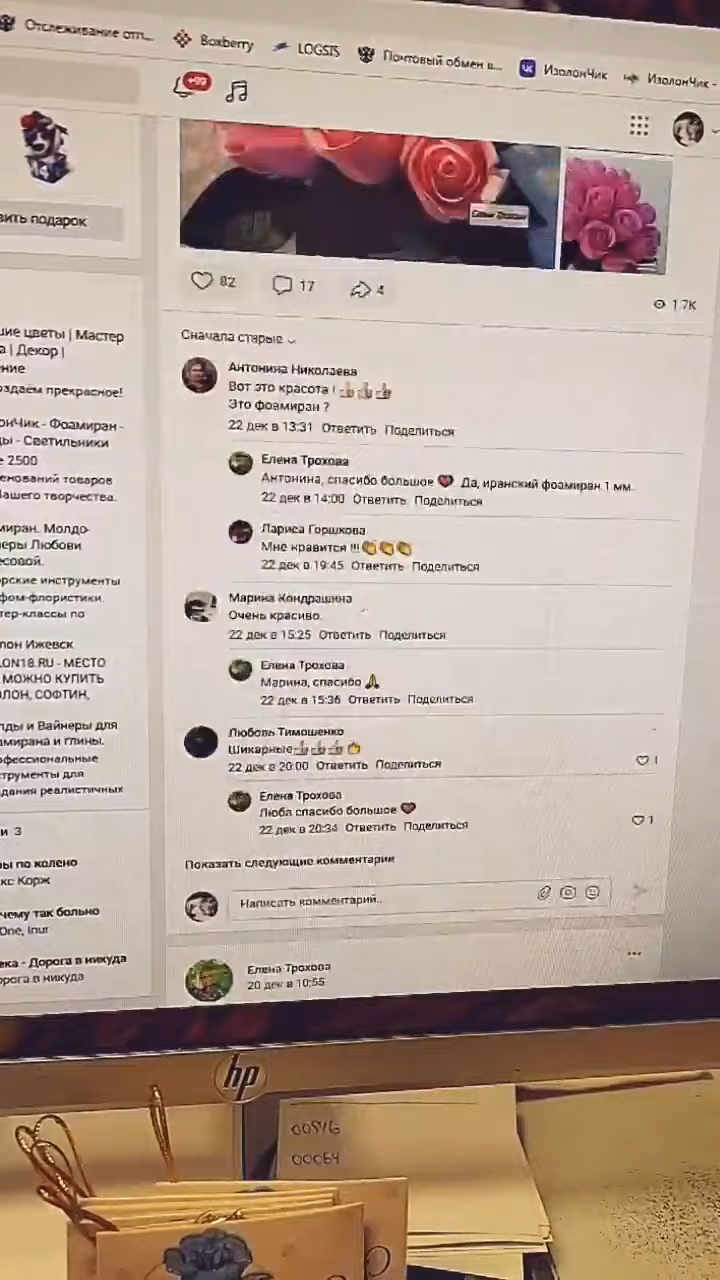 Отслеживание отп...
Boxberry
LOGSIS
Почтовый обмен в...
ИзолонЧик
ИзолонЧик -
+99
вить подарок
82
17
4
1.7K
Сначала старые
Антонина Николаева
Вот это красота !
Это фоамиран ?
22 дек в 13:31 Ответить Поделиться
Елена Трохова
Антонина, спасибо большое ❤ Да, иранский фоамиран 1 мм.
22 дек в 14:00 Ответить Поделиться
Лариса Горшкова
Мне нравится !!!
22 дек в 19:45 Ответить Поделиться
Марина Кондрашина
Очень красиво.
22 дек в 15:25 Ответить Поделиться
Елена Трохова
Марина, спасибо 🙏
22 дек в 15:36 Ответить Поделиться
Любовь Тимошенко
Шикарные
22 дек в 20:00 Ответить Поделиться
1
Елена Трохова
Люба спасибо большое ❤
22 дек в 20:34 Ответить Поделиться
1
Показать следующие комментарии
Написать комментарий...
Елена Трохова
20 дек в 10:55
шие цветы | Мастер
а | Декор |
ние
оздаём прекрасное!
онЧик - Фоамиран -
ды - Светильники
е 2500
енований товаров
Вашего творчества.
миран. Молдо-
неры Любови
есовой.
рские инструменты
фом-флористики.
тер-классы по
лон Ижевск
LON18.RU - МЕСТО
МОЖНО КУПИТЬ
ЛОН, СОФТИН,
лды и Вайнеры для
амирана и глины.
офессиональные
трументы для
дания реалистичных
и 3
ры по колено
кс Корж
чему так больно
One, Inur
ека - Дорога в никуда
орога в никуда
hp
00516
00064